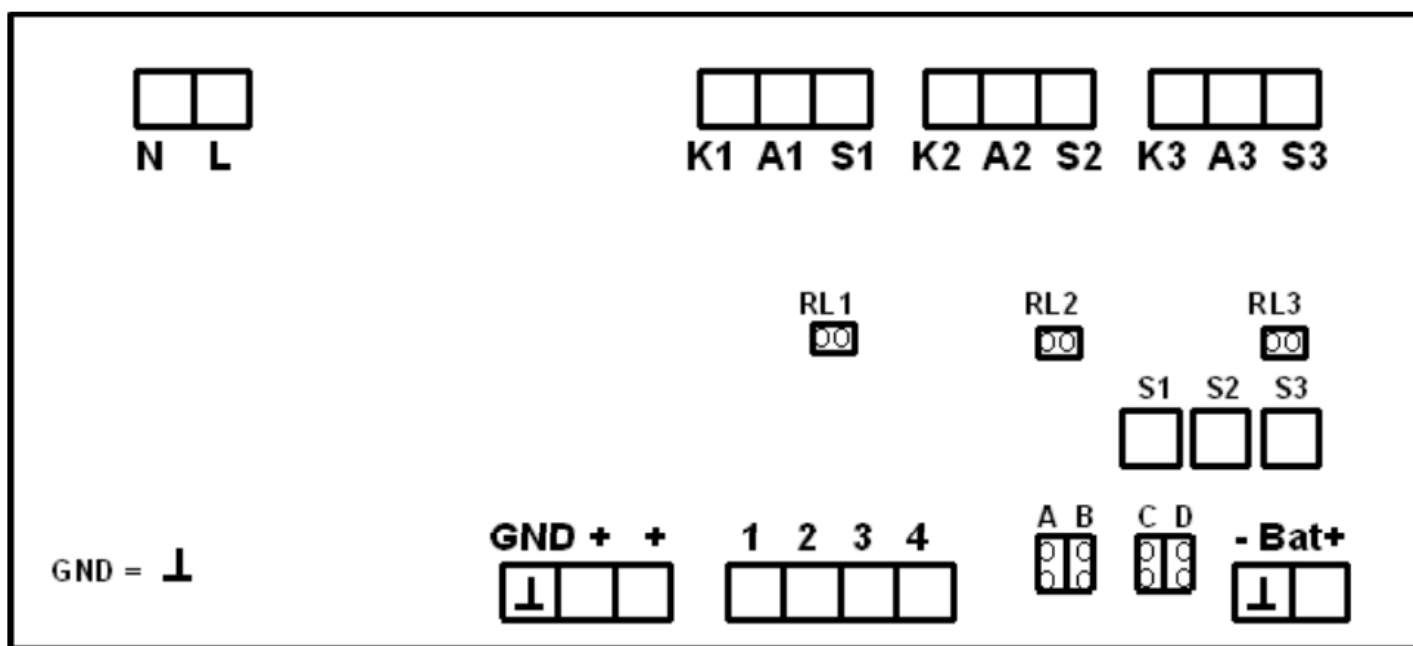 N L
K1 A1 S1 K2 A2 S2 K3 A3 S3
RL1 RL2 RL3
S1 S2 S3
A B C D
GND + + 1 2 3 4 - Bat+
GND = ⊥
⊥ ⊥